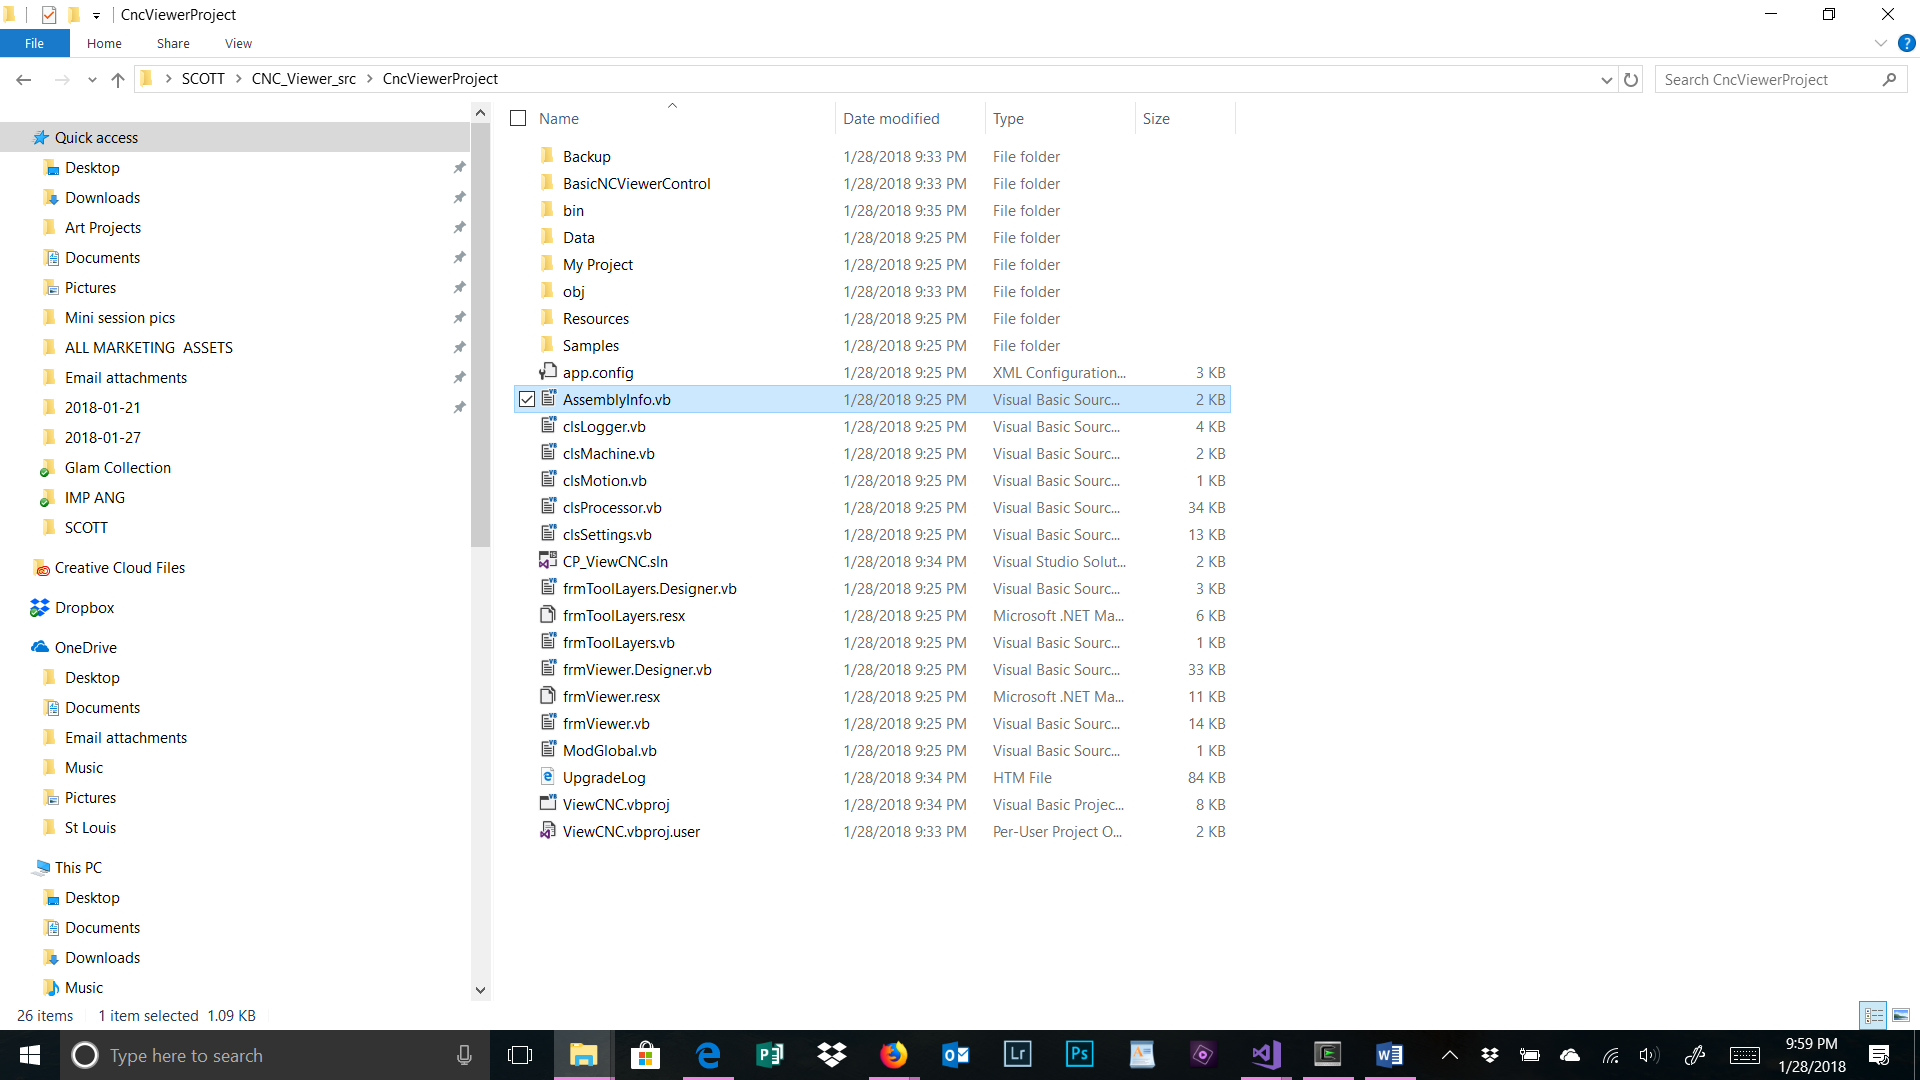 CncViewerProject
File Home Share View
SCOTT CNC_Viewer_src CncViewerProject Search CncViewerProject
Name Date modified Type Size
Quick access
Desktop
Downloads
Art Projects
Documents
Pictures
Mini session pics
ALL MARKETING ASSETS
Email attachments
2018-01-21
2018-01-27
Glam Collection
IMP ANG
SCOTT
Creative Cloud Files
Dropbox
OneDrive
Desktop
Documents
Email attachments
Music
Pictures
St Louis
This PC
Desktop
Documents
Downloads
Music
Backup 1/28/2018 9:33 PM File folder
BasicNCViewerControl 1/28/2018 9:33 PM File folder
bin 1/28/2018 9:35 PM File folder
Data 1/28/2018 9:25 PM File folder
My Project 1/28/2018 9:25 PM File folder
obj 1/28/2018 9:33 PM File folder
Resources 1/28/2018 9:25 PM File folder
Samples 1/28/2018 9:25 PM File folder
app.config 1/28/2018 9:25 PM XML Configuration... 3 KB
AssemblyInfo.vb 1/28/2018 9:25 PM Visual Basic Sourc... 2 KB
clsLogger.vb 1/28/2018 9:25 PM Visual Basic Sourc... 4 KB
clsMachine.vb 1/28/2018 9:25 PM Visual Basic Sourc... 2 KB
clsMotion.vb 1/28/2018 9:25 PM Visual Basic Sourc... 1 KB
clsProcessor.vb 1/28/2018 9:25 PM Visual Basic Sourc... 34 KB
clsSettings.vb 1/28/2018 9:25 PM Visual Basic Sourc... 13 KB
CP_ViewCNC.sln 1/28/2018 9:34 PM Visual Studio Solut... 2 KB
frmToolLayers.Designer.vb 1/28/2018 9:25 PM Visual Basic Sourc... 3 KB
frmToolLayers.resx 1/28/2018 9:25 PM Microsoft .NET Ma... 6 KB
frmToolLayers.vb 1/28/2018 9:25 PM Visual Basic Sourc... 1 KB
frmViewer.Designer.vb 1/28/2018 9:25 PM Visual Basic Sourc... 33 KB
frmViewer.resx 1/28/2018 9:25 PM Microsoft .NET Ma... 11 KB
frmViewer.vb 1/28/2018 9:25 PM Visual Basic Sourc... 14 KB
ModGlobal.vb 1/28/2018 9:25 PM Visual Basic Sourc... 1 KB
UpgradeLog 1/28/2018 9:34 PM HTM File 84 KB
ViewCNC.vbproj 1/28/2018 9:34 PM Visual Basic Projec... 8 KB
ViewCNC.vbproj.user 1/28/2018 9:33 PM Per-User Project O... 2 KB
26 items 1 item selected 1.09 KB
Type here to search Lr Ps
9:59 PM
1/28/2018